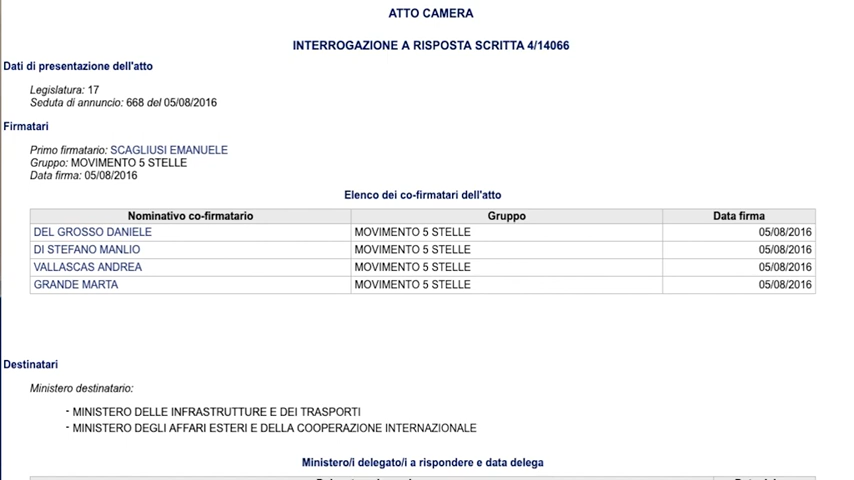 ATTO CAMERA
INTERROGAZIONE A RISPOSTA SCRITTA 4/14066
Dati di presentazione dell'atto
Legislatura: 17
Seduta di annuncio: 668 del 05/08/2016
Firmatari
Primo firmatario: SCAGLIUSI EMANUELE
Gruppo: MOVIMENTO 5 STELLE
Data firma: 05/08/2016
Elenco dei co-firmatari dell'atto
Nominativo co-firmatario Gruppo Data firma
DEL GROSSO DANIELE MOVIMENTO 5 STELLE 05/08/2016
DI STEFANO MANLIO MOVIMENTO 5 STELLE 05/08/2016
VALLASCAS ANDREA MOVIMENTO 5 STELLE 05/08/2016
GRANDE MARTA MOVIMENTO 5 STELLE 05/08/2016
Destinatari
Ministero destinatario:
- MINISTERO DELLE INFRASTRUTTURE E DEI TRASPORTI
- MINISTERO DEGLI AFFARI ESTERI E DELLA COOPERAZIONE INTERNAZIONALE
Ministero/i delegato/i a rispondere e data delega